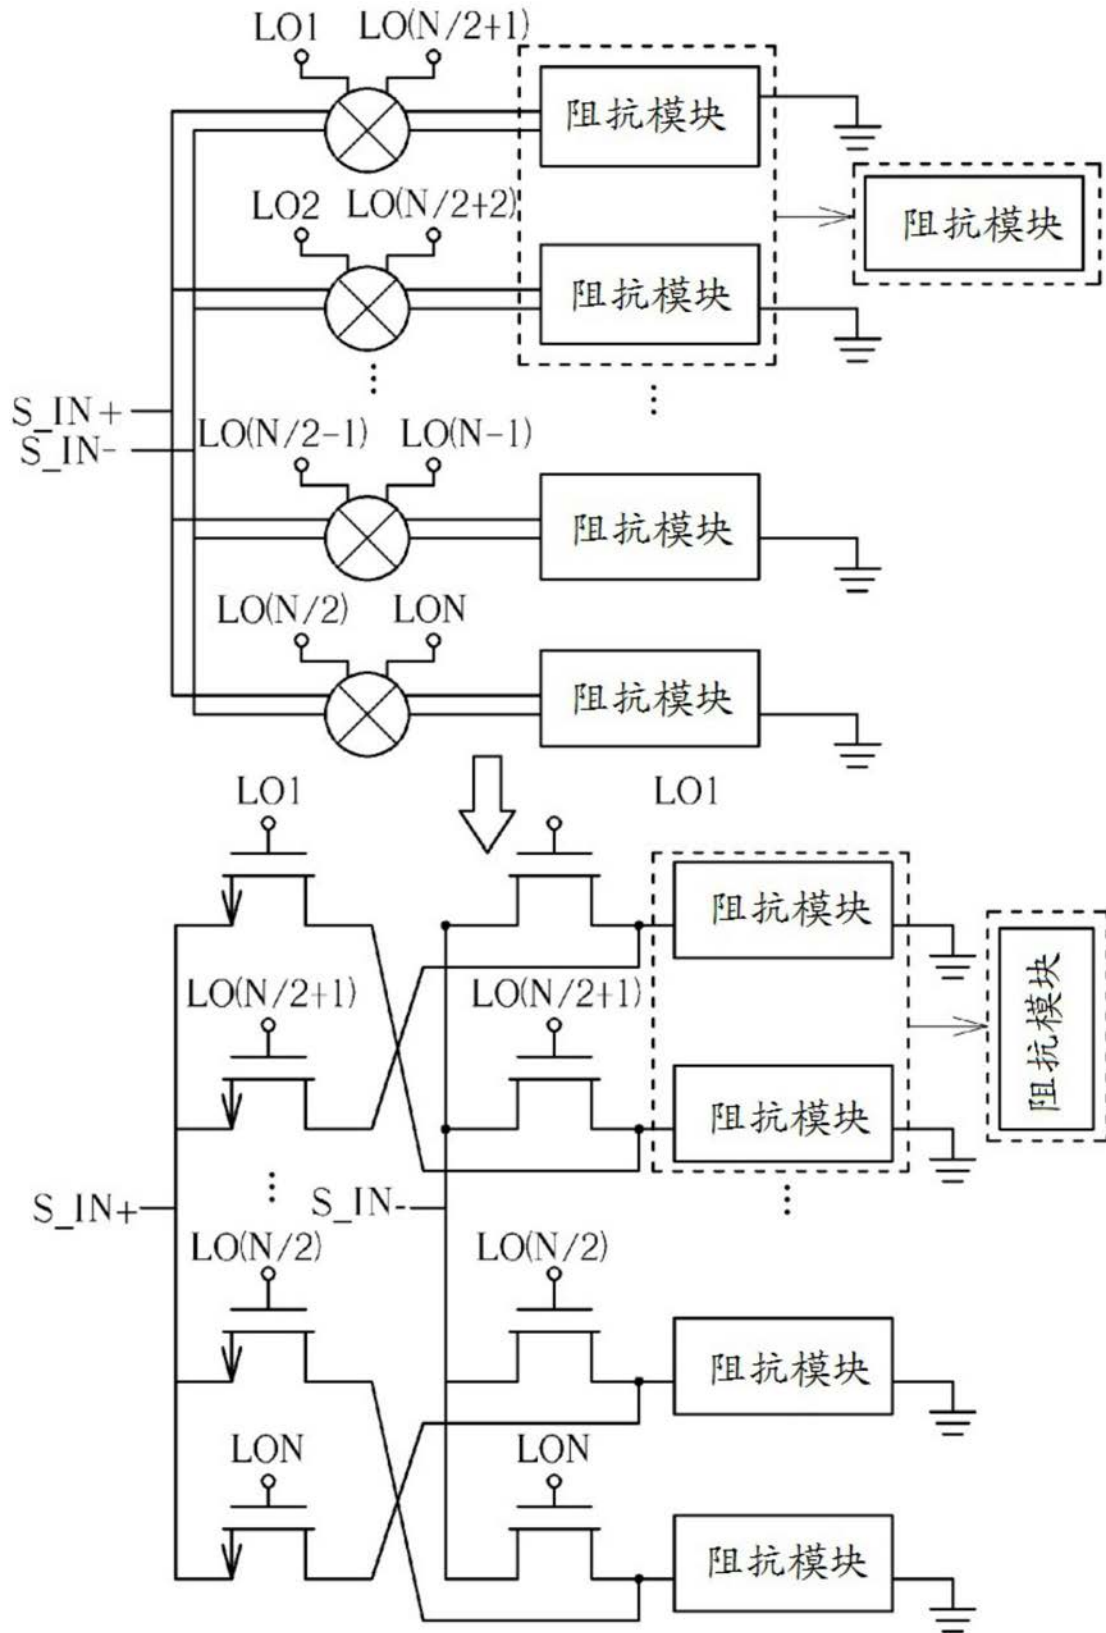 LO1 LO(N/2+1)
阻抗模块
阻抗模块
LO2 LO(N/2+2)
阻抗模块
S_IN+
S_IN-
LO(N/2-1) LO(N-1)
阻抗模块
LO(N/2) LON
阻抗模块
LO1 LO1
阻抗模块
LO(N/2+1) LO(N/2+1)
阻抗模块
阻抗模块
S_IN+ S_IN-
LO(N/2) LO(N/2)
阻抗模块
LON LON
阻抗模块